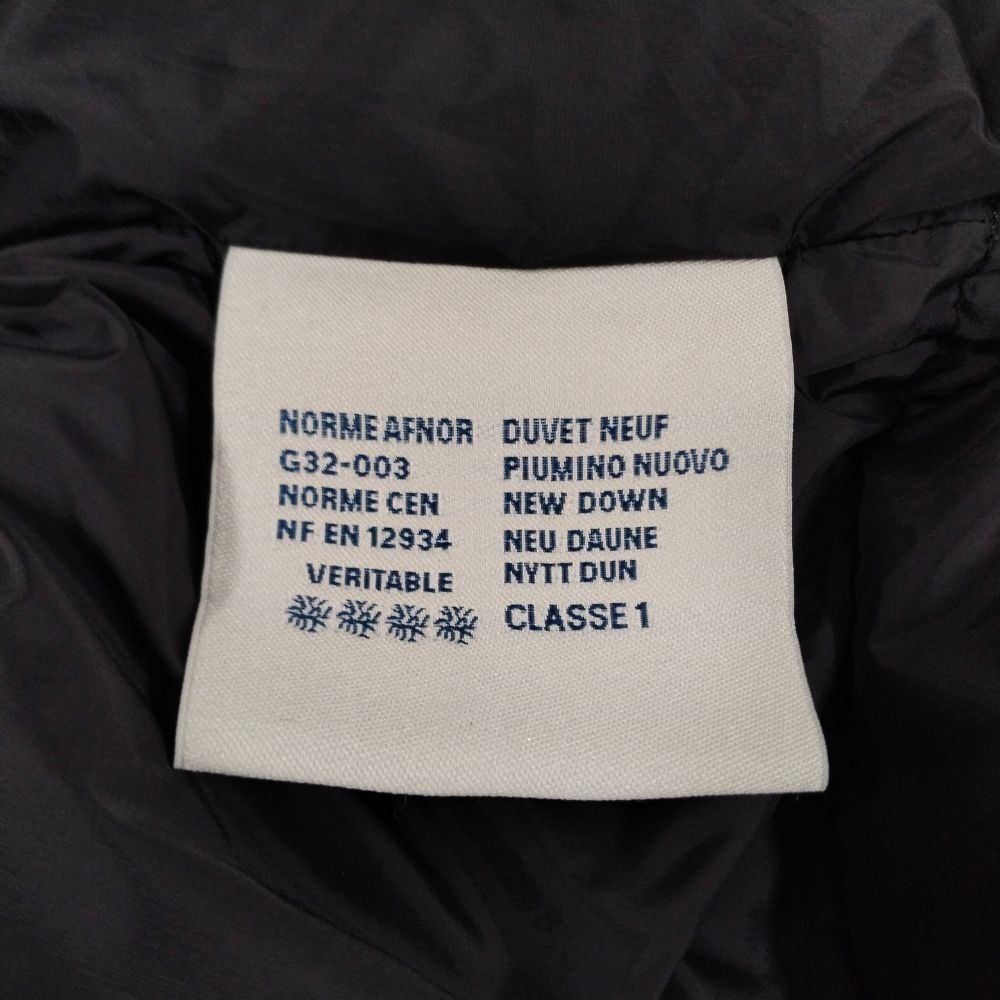 NORME AFNOR
G32-003
NORME CEN
NF EN 12934
VERITABLE
DUVET NEUF
PIUMINO NUOVO
NEW DOWN
NEU DAUNE
NYTT DUN
CLASSE 1